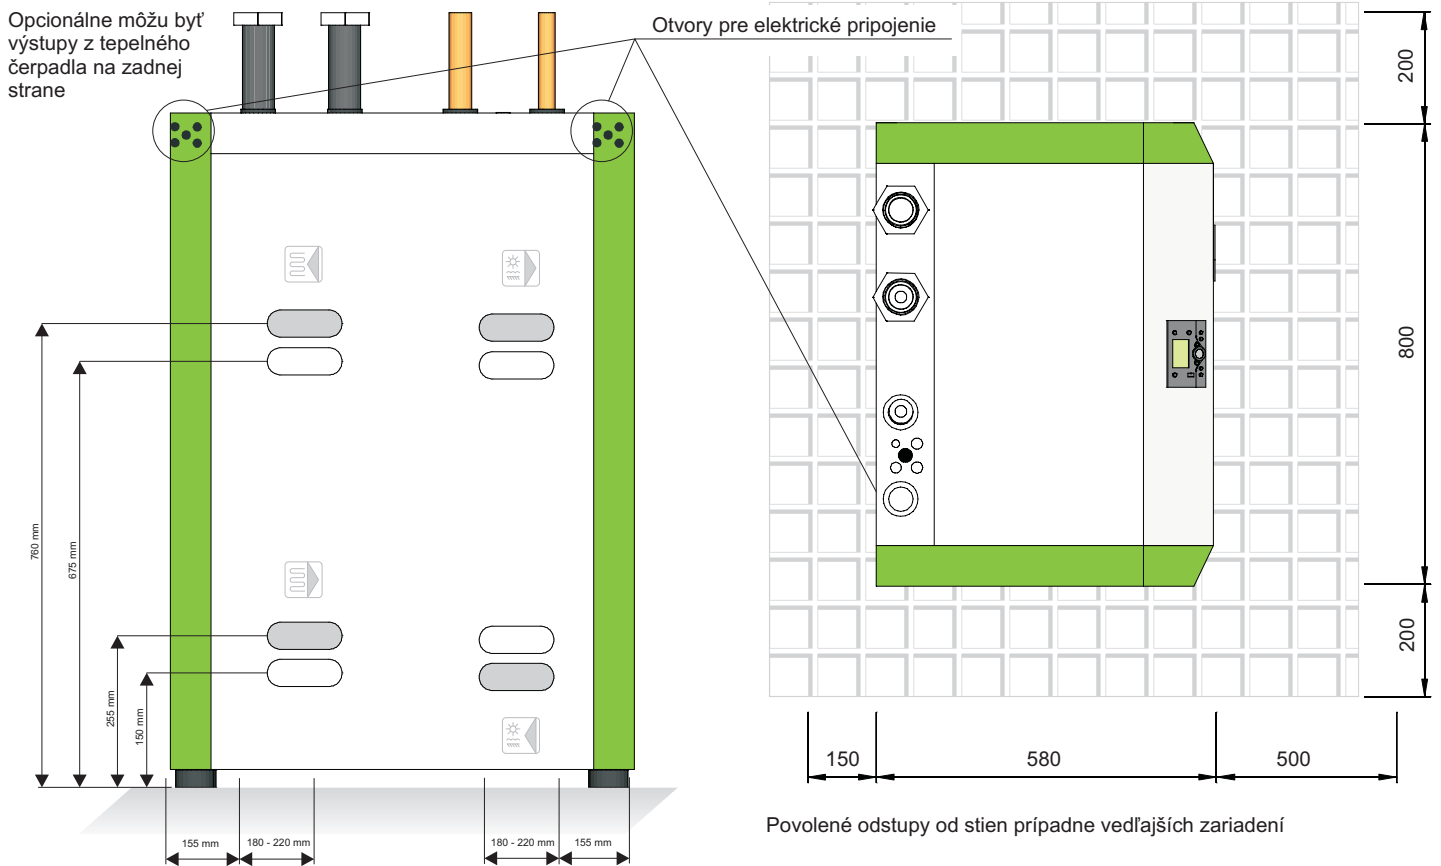 Opcionálne môžu byť
výstupy z tepelného
čerpadla na zadnej
strane
Otvory pre elektrické pripojenie
760 mm
675 mm
255 mm
150 mm
155 mm
180 - 220 mm
180 - 220 mm
155 mm
200
800
200
150
580
500
Povolené odstupy od stien prípadne vedľajších zariadení